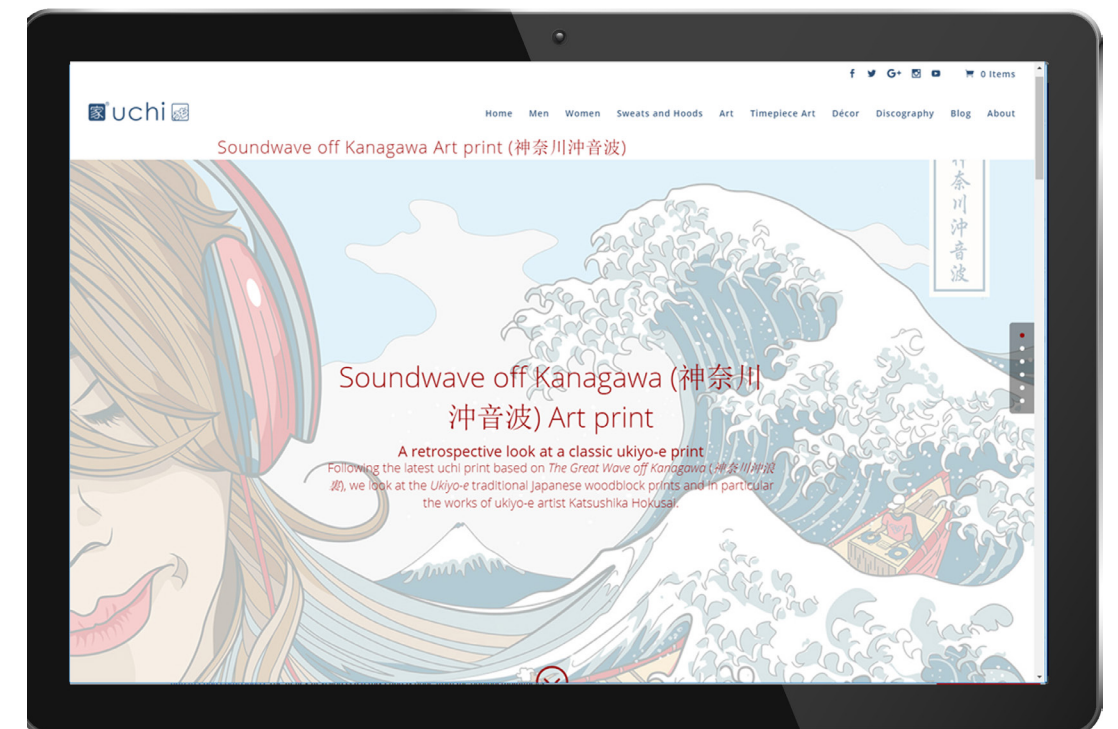 0 Items
家 uchi
Home Men Women Sweats and Hoods Art Timepiece Art Décor Discography Blog About
Soundwave off Kanagawa Art print (神奈川沖音波)
神奈川沖音波
Soundwave off Kanagawa (神奈川
沖音波) Art print
A retrospective look at a classic ukiyo-e print
Following the latest uchi print based on The Great Wave off Kanagawa (神奈川沖浪
裏), we look at the Ukiyo-e traditional Japanese woodblock prints and in particular
the works of ukiyo-e artist Katsushika Hokusai.